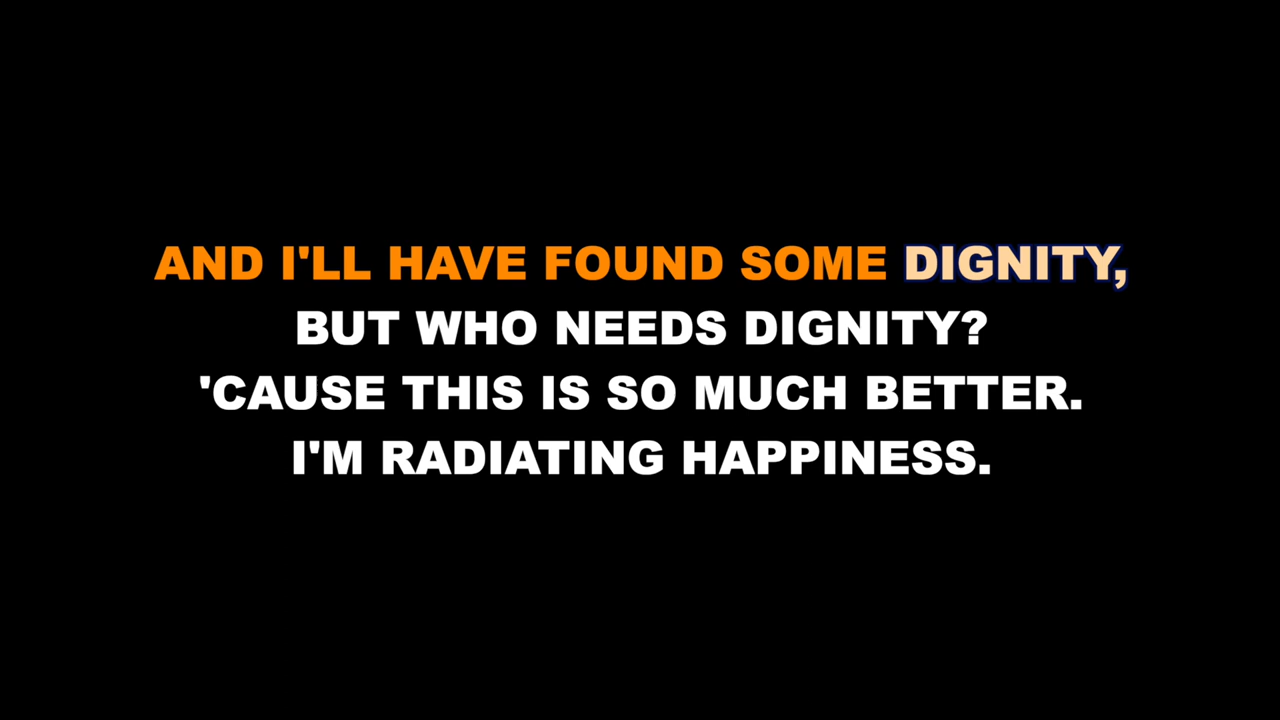 AND I'LL HAVE FOUND SOME DIGNITY,
BUT WHO NEEDS DIGNITY?
'CAUSE THIS IS SO MUCH BETTER.
I'M RADIATING HAPPINESS.